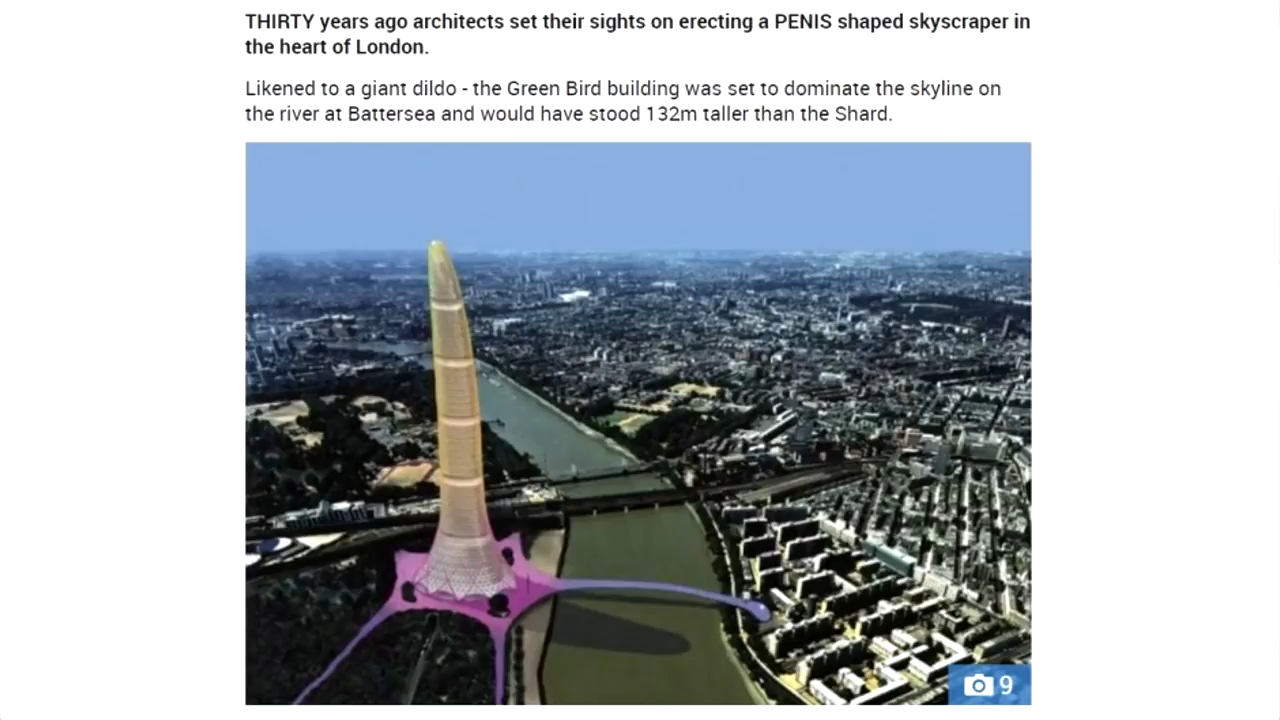 THIRTY years ago architects set their sights on erecting a PENIS shaped skyscraper in
the heart of London.
Likened to a giant dildo - the Green Bird building was set to dominate the skyline on
the river at Battersea and would have stood 132m taller than the Shard.
9